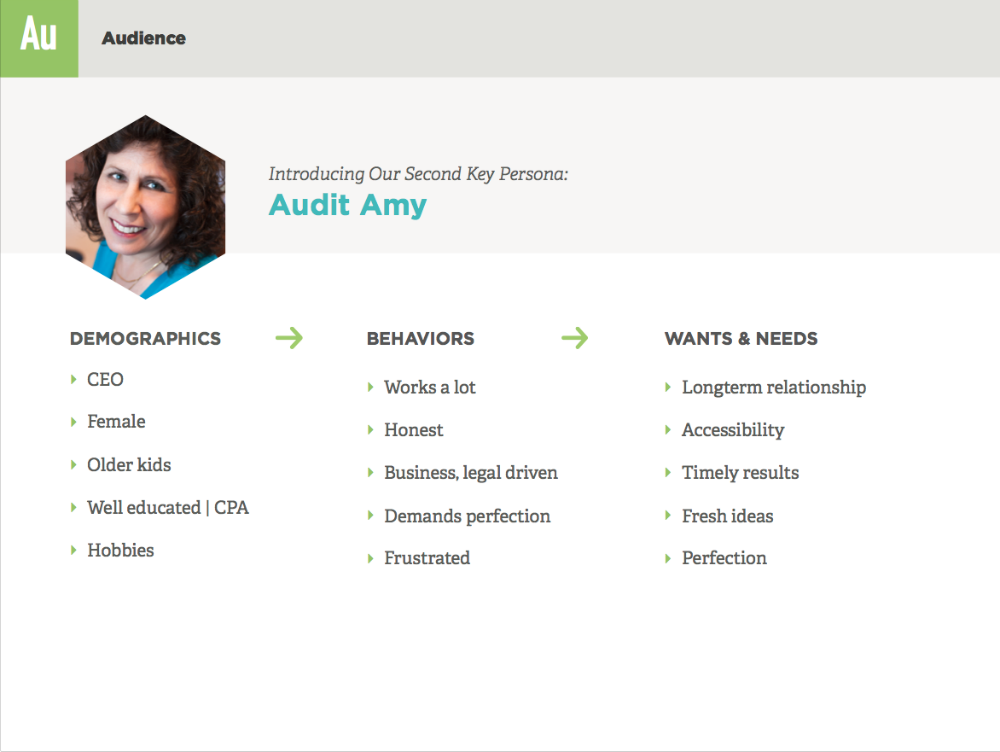 Au
Audience
Introducing Our Second Key Persona:
Audit Amy
DEMOGRAPHICS
CEO
Female
Older kids
Well educated | CPA
Hobbies
BEHAVIORS
Works a lot
Honest
Business, legal driven
Demands perfection
Frustrated
WANTS & NEEDS
Longterm relationship
Accessibility
Timely results
Fresh ideas
Perfection